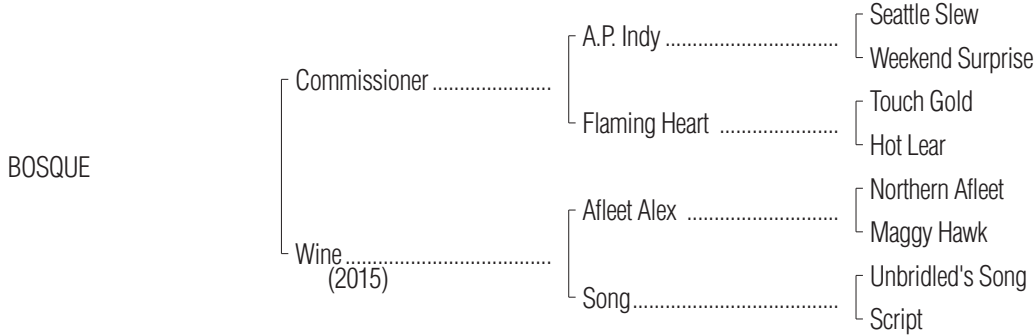 Seattle Slew
A.P. Indy ................................
Weekend Surprise
Commissioner ......................
Touch Gold
Flaming Heart ......................
Hot Lear
BOSQUE
Northern Afleet
Afleet Alex ............................
Maggy Hawk
Wine......................................
(2015)
Unbridled's Song
Song......................................
Script